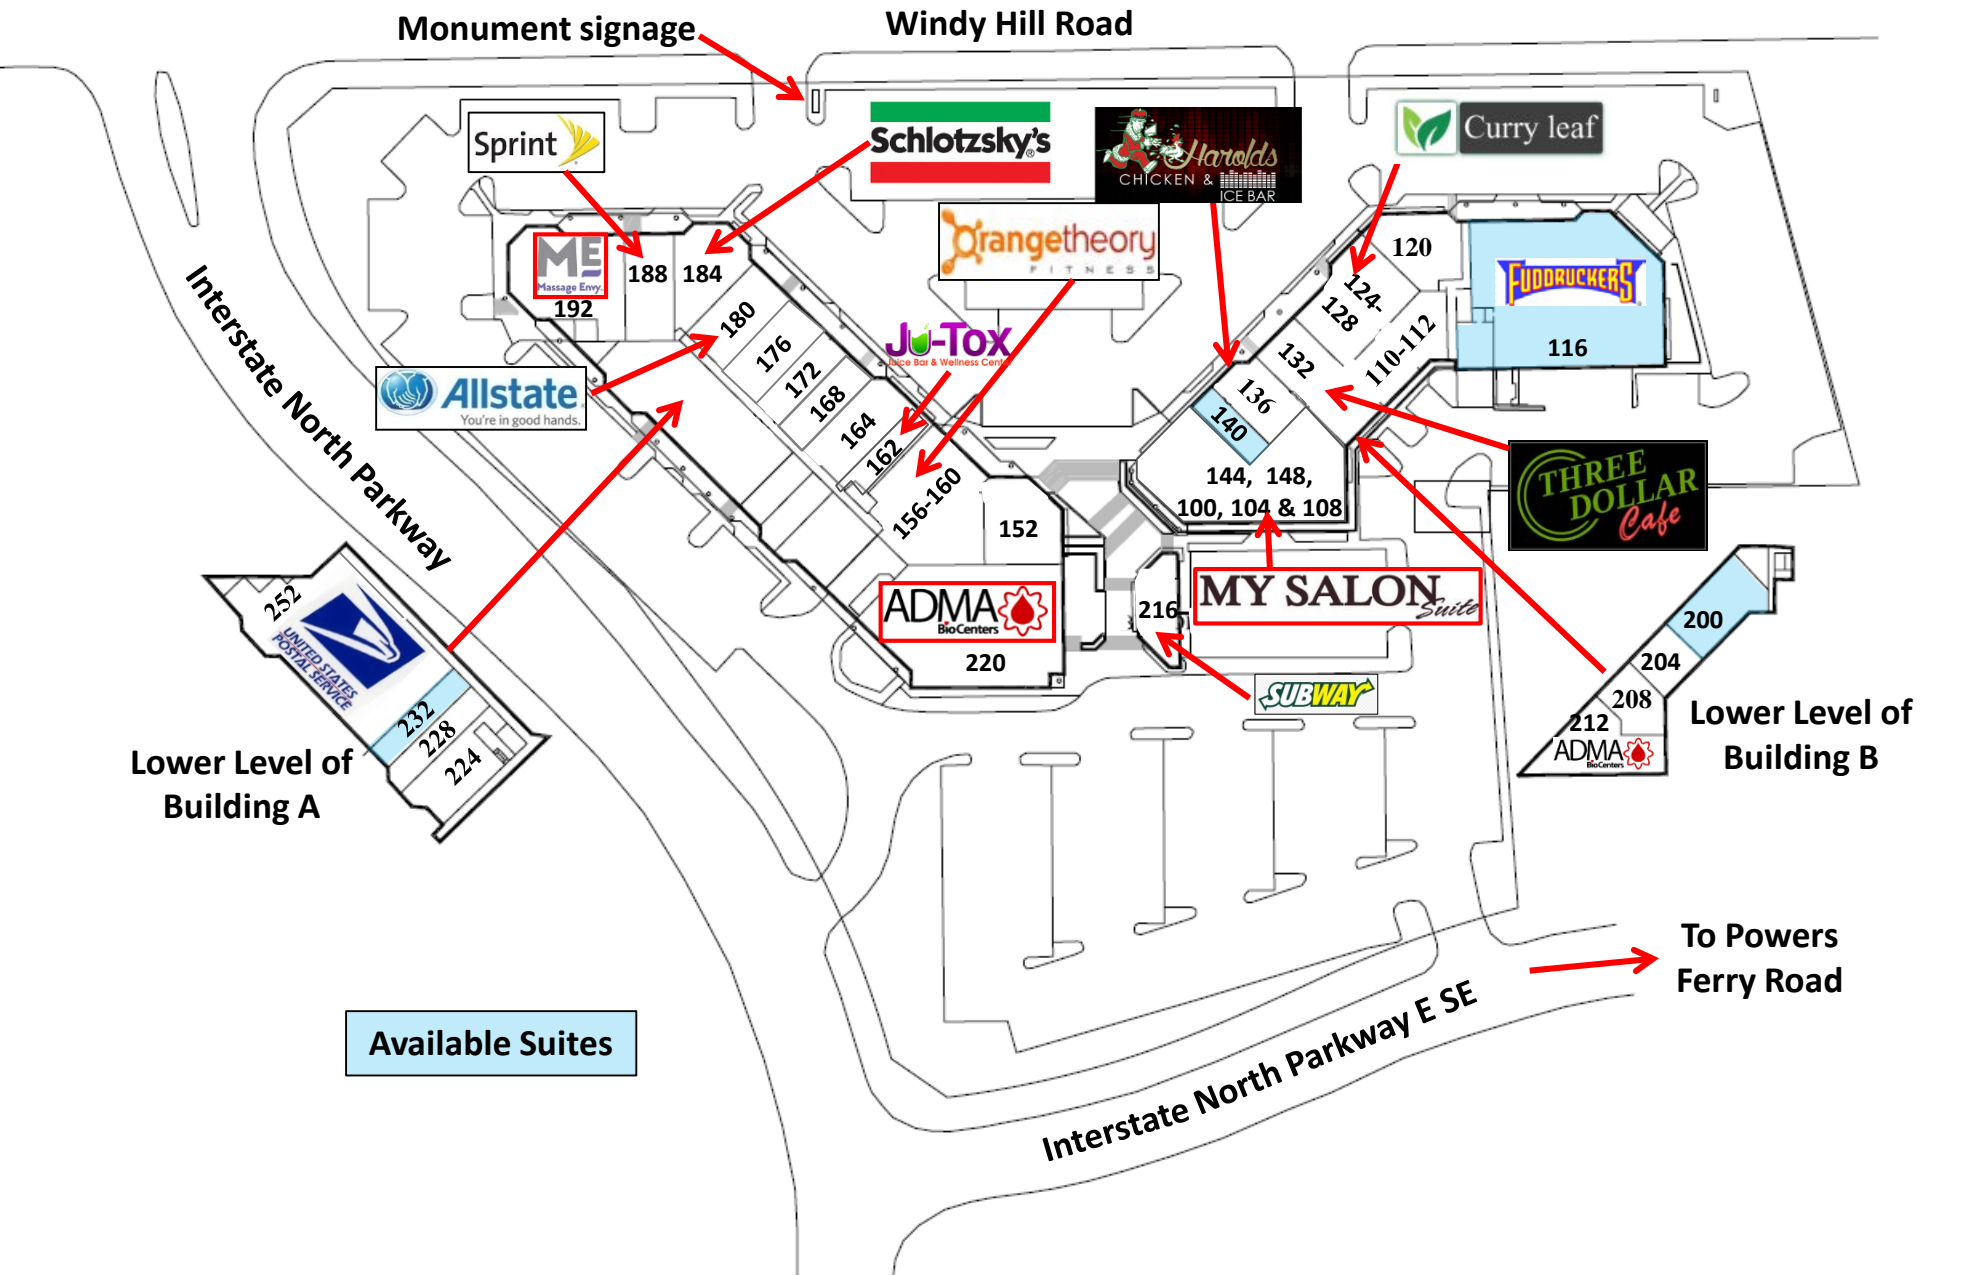 Monument signage
Windy Hill Road
Sprint
Schlotzsky's
®
Harolds
CHICKEN &
ICE BAR
Curry leaf
Orangetheory
FITNESS
ME
Massage Envy
192
188
184
180
176
172
168
164
162
156-160
152
Ju-Tox
Juice Bar & Wellness Center
Allstate
You're in good hands.
120
124-
128
110-112
FUDDRUCKERS
116
132
136
140
144, 148,
100, 104 & 108
THREE
DOLLAR
Cafe
MY SALON
Suite
ADMA
BioCenters
220
216
SUBWAY
Interstate North Parkway
252
UNITED STATES
POSTAL SERVICE
232
228
224
Lower Level of
Building A
200
204
208
212
ADMA
BioCenters
Lower Level of
Building B
To Powers
Ferry Road
Interstate North Parkway E SE
Available Suites